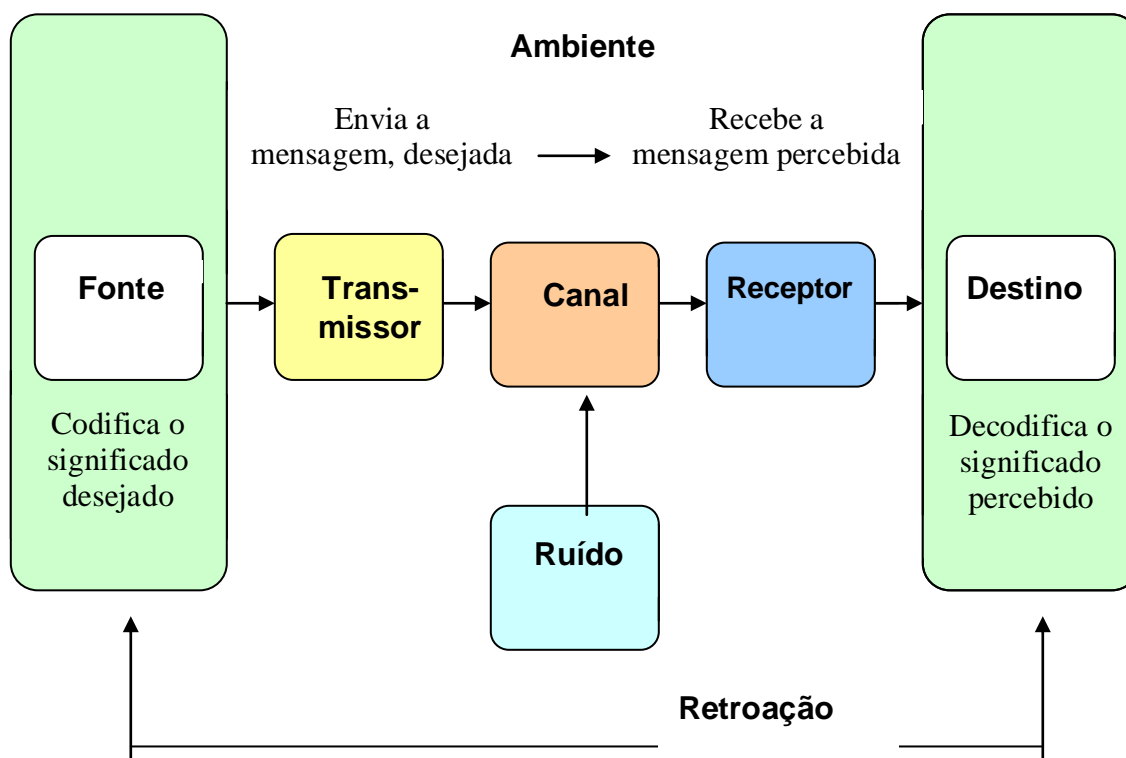 Ambiente
Envia a
mensagem, desejada
Recebe a
mensagem percebida
Fonte
Trans-
missor
Canal
Receptor
Destino
Codifica o
significado
desejado
Decodifica o
significado
percebido
Ruído
Retroação